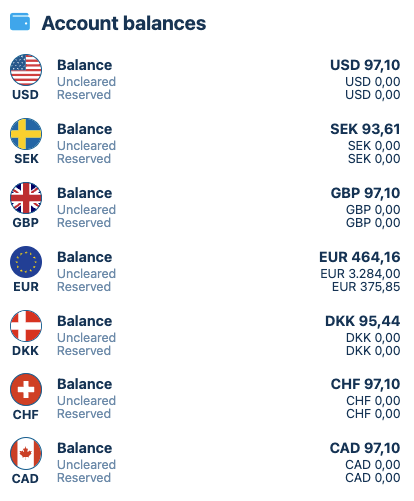 Account balances
Balance USD 97,10
Uncleared USD 0,00
USD Reserved USD 0,00
Balance SEK 93,61
Uncleared SEK 0,00
SEK Reserved SEK 0,00
Balance GBP 97,10
Uncleared GBP 0,00
GBP Reserved GBP 0,00
Balance EUR 464,16
Uncleared EUR 3.284,00
EUR Reserved EUR 375,85
Balance DKK 95,44
Uncleared DKK 0,00
DKK Reserved DKK 0,00
Balance CHF 97,10
Uncleared CHF 0,00
CHF Reserved CHF 0,00
Balance CAD 97,10
Uncleared CAD 0,00
CAD Reserved CAD 0,00